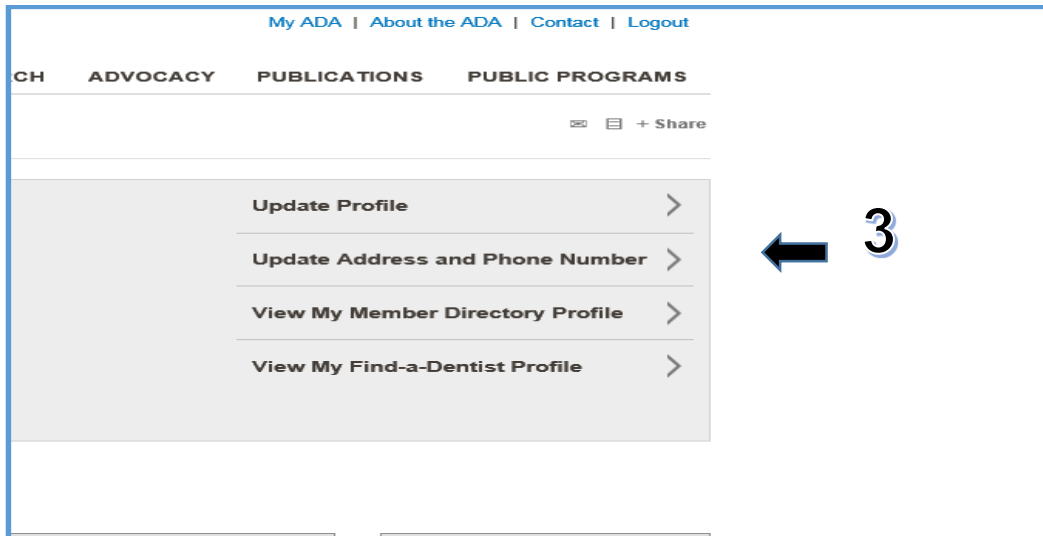 My ADA | About the ADA | Contact | Logout
CH ADVOCACY PUBLICATIONS PUBLIC PROGRAMS
+ Share
Update Profile
Update Address and Phone Number
3
View My Member Directory Profile
View My Find-a-Dentist Profile